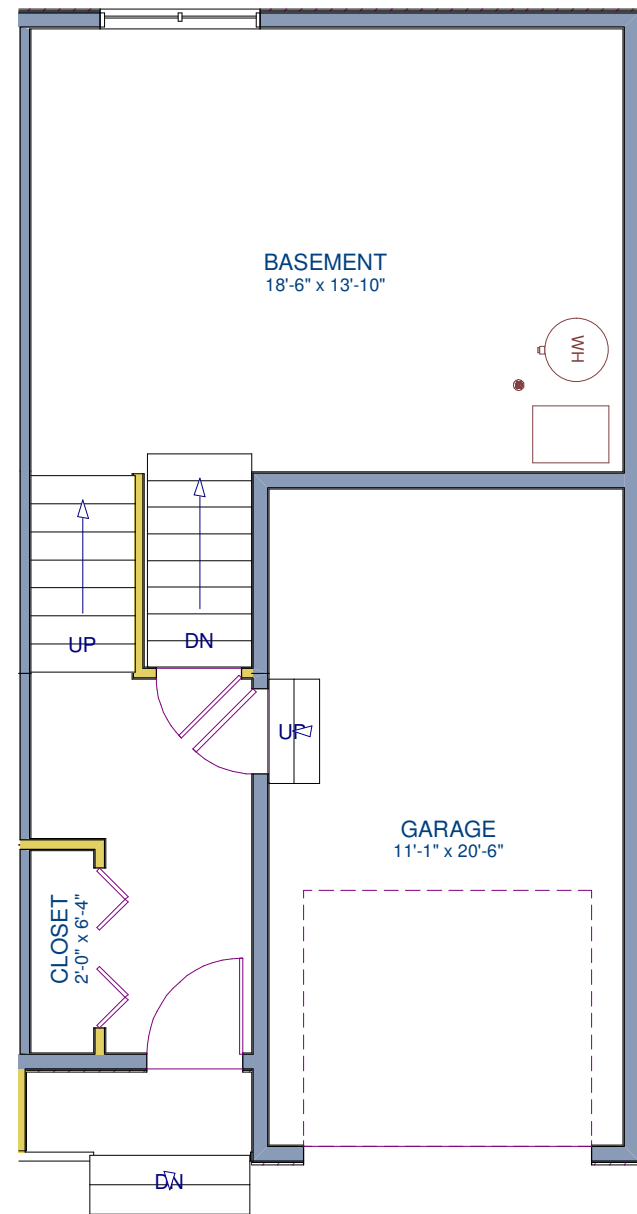 BASEMENT
18'-6" x 13'-10"
WH
UP
DN
UP
GARAGE
11'-1" x 20'-6"
CLOSET
2'-0" x 6'-4"
DN